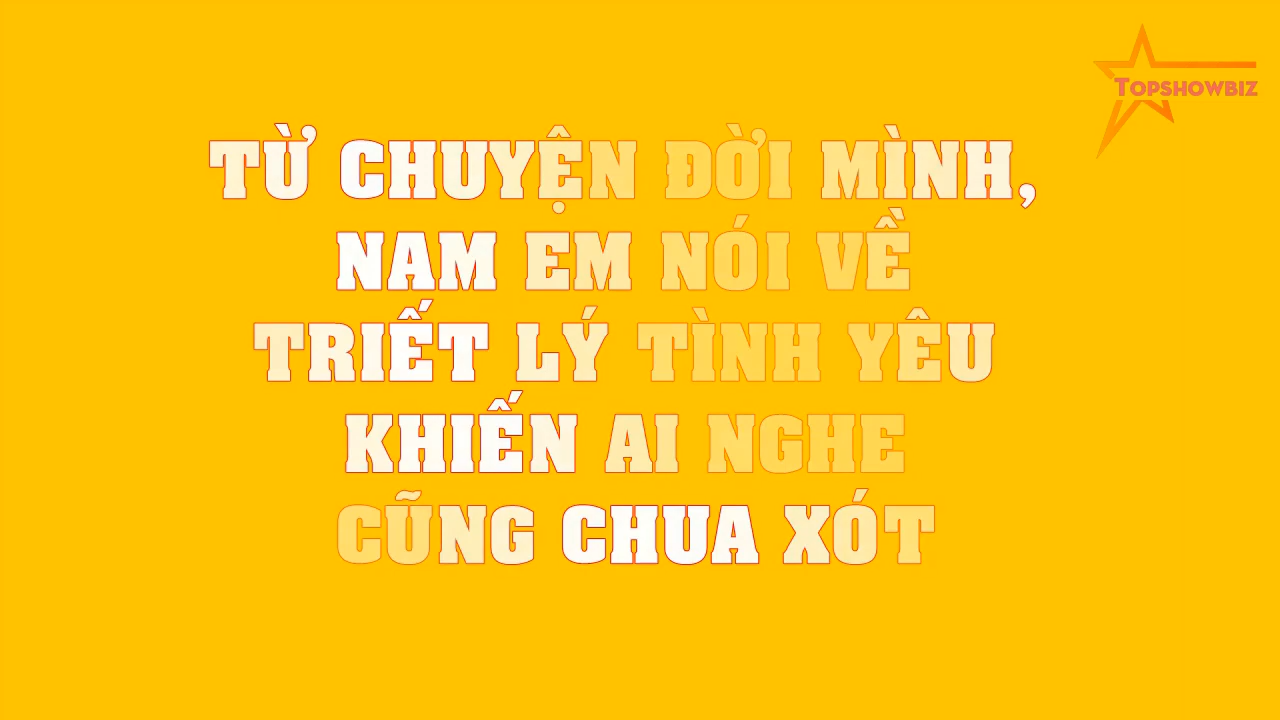 TOPSHOWBIZ
TỪ CHUYỆN ĐỜI MÌNH,
NAM EM NÓI VỀ
TRIẾT LÝ TÌNH YÊU
KHIẾN AI NGHE
CŨNG CHUA XÓT